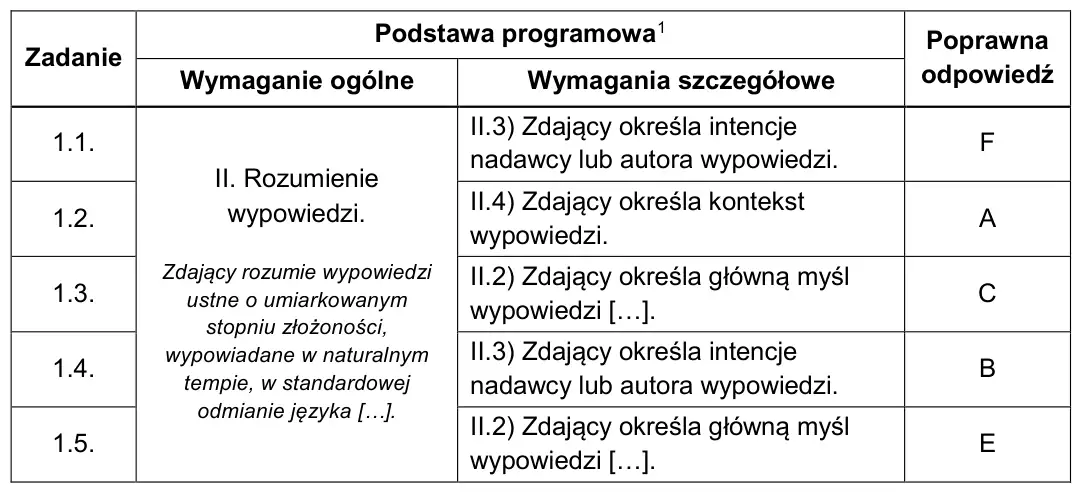 Zadanie
Podstawa programowa¹
Poprawna
odpowiedź
Wymaganie ogólne
Wymagania szczegółowe
1.1.
II. Rozumienie
wypowiedzi.
Zdający rozumie wypowiedzi
ustne o umiarkowanym
stopniu złożoności,
wypowiadane w naturalnym
tempie, w standardowej
odmianie języka […].
II.3) Zdający określa intencje
nadawcy lub autora wypowiedzi.
F
1.2.
II.4) Zdający określa kontekst
wypowiedzi.
A
1.3.
II.2) Zdający określa główną myśl
wypowiedzi […].
C
1.4.
II.3) Zdający określa intencje
nadawcy lub autora wypowiedzi.
B
1.5.
II.2) Zdający określa główną myśl
wypowiedzi […].
E